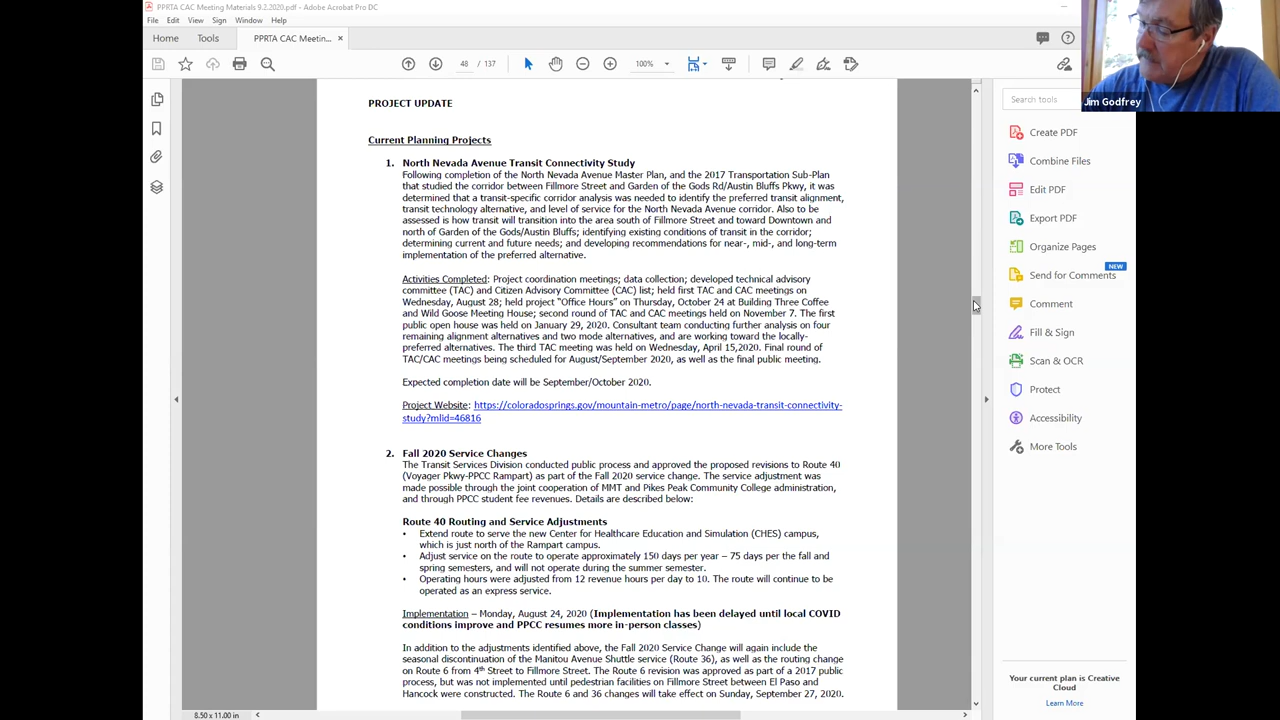 PPRTA CAC Meeting Materials 9.2.2020.pdf - Adobe Acrobat Pro DC
File Edit View Sign Window Help
Home Tools PPRTA CAC Meetin... ×
48 / 137 100%
Jim Godfrey
PROJECT UPDATE
Current Planning Projects
1. North Nevada Avenue Transit Connectivity Study
Following completion of the North Nevada Avenue Master Plan, and the 2017 Transportation Sub-Plan
that studied the corridor between Fillmore Street and Garden of the Gods Rd/Austin Bluffs Pkwy, it was
determined that a transit-specific corridor analysis was needed to identify the preferred transit alignment,
transit technology alternative, and level of service for the North Nevada Avenue corridor. Also to be
assessed is how transit will transition into the area south of Fillmore Street and toward Downtown and
north of Garden of the Gods/Austin Bluffs; identifying existing conditions of transit in the corridor;
determining current and future needs; and developing recommendations for near-, mid-, and long-term
implementation of the preferred alternative.
Activities Completed: Project coordination meetings; data collection; developed technical advisory
committee (TAC) and Citizen Advisory Committee (CAC) list; held first TAC and CAC meetings on
Wednesday, August 28; held project "Office Hours" on Thursday, October 24 at Building Three Coffee
and Wild Goose Meeting House; second round of TAC and CAC meetings held on November 7. The first
public open house was held on January 29, 2020. Consultant team conducting further analysis on four
remaining alignment alternatives and two mode alternatives, and are working toward the locally-
preferred alternatives. The third TAC meeting was held on Wednesday, April 15,2020. Final round of
TAC/CAC meetings being scheduled for August/September 2020, as well as the final public meeting.
Expected completion date will be September/October 2020.
Project Website: https://coloradosprings.gov/mountain-metro/page/north-nevada-transit-connectivity-
study?mlid=46816
2. Fall 2020 Service Changes
The Transit Services Division conducted public process and approved the proposed revisions to Route 40
(Voyager Pkwy-PPCC Rampart) as part of the Fall 2020 service change. The service adjustment was
made possible through the joint cooperation of MMT and Pikes Peak Community College administration,
and through PPCC student fee revenues. Details are described below:
Route 40 Routing and Service Adjustments
• Extend route to serve the new Center for Healthcare Education and Simulation (CHES) campus,
which is just north of the Rampart campus.
• Adjust service on the route to operate approximately 150 days per year – 75 days per the fall and
spring semesters, and will not operate during the summer semester.
• Operating hours were adjusted from 12 revenue hours per day to 10. The route will continue to be
operated as an express service.
Implementation – Monday, August 24, 2020 (Implementation has been delayed until local COVID
conditions improve and PPCC resumes more in-person classes)
In addition to the adjustments identified above, the Fall 2020 Service Change will again include the
seasonal discontinuation of the Manitou Avenue Shuttle service (Route 36), as well as the routing change
on Route 6 from 4th Street to Fillmore Street. The Route 6 revision was approved as part of a 2017 public
process, but was not implemented until pedestrian facilities on Fillmore Street between El Paso and
Hancock were constructed. The Route 6 and 36 changes will take effect on Sunday, September 27, 2020.
8.50 x 11.00 in
Search tools
Create PDF
Combine Files
Edit PDF
Export PDF
Organize Pages
NEW
Send for Comments
Comment
Fill & Sign
Scan & OCR
Protect
Accessibility
More Tools
Your current plan is Creative
Cloud
Learn More